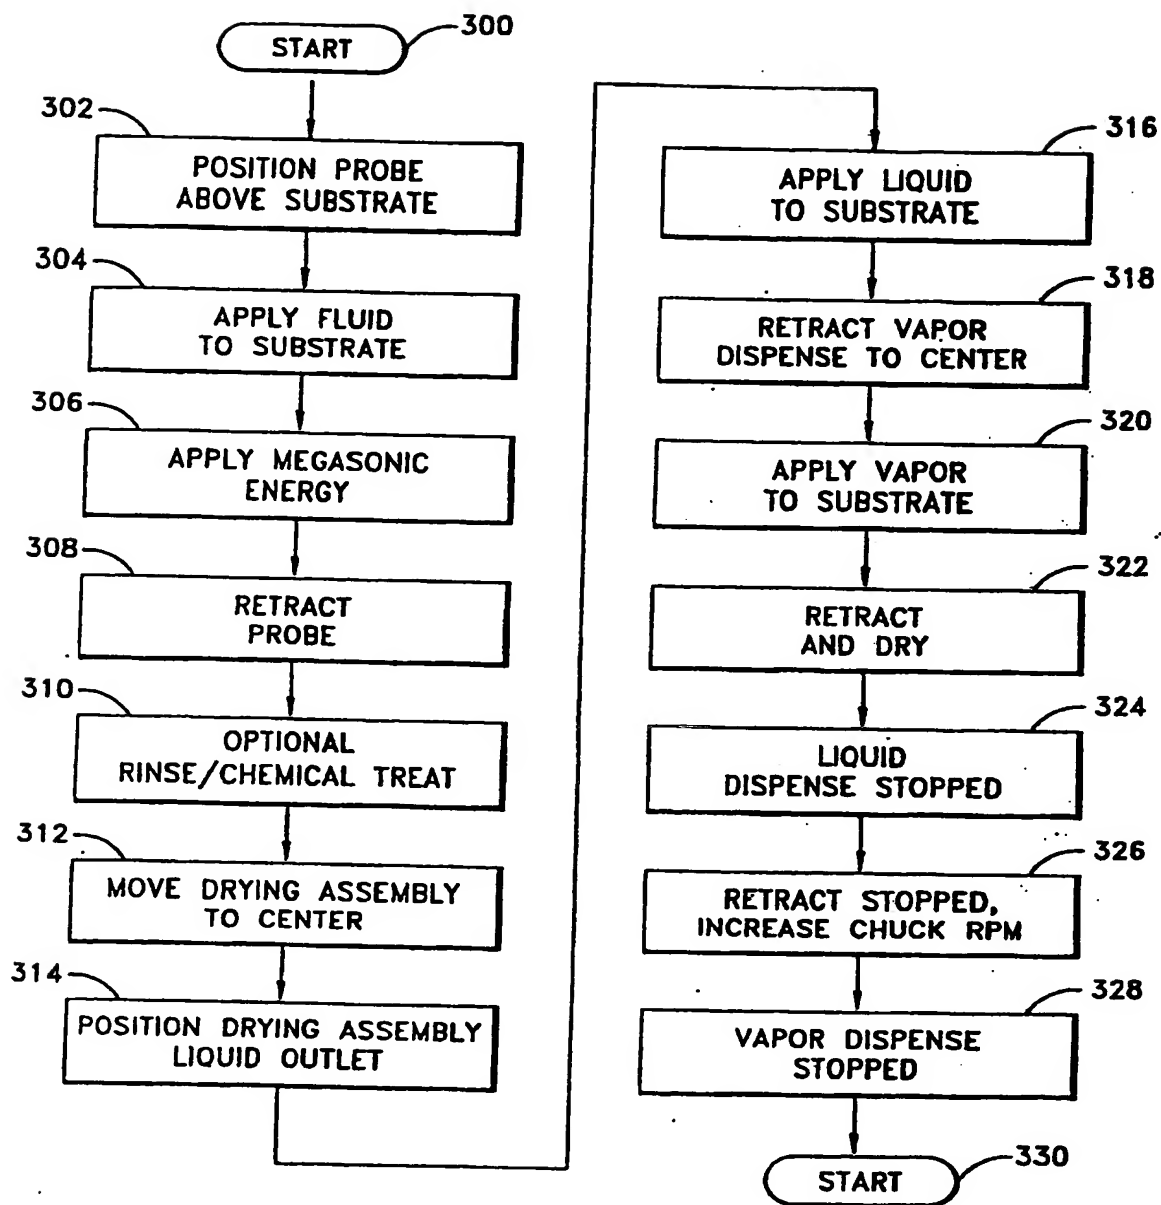 START
300
302
POSITION PROBE
ABOVE SUBSTRATE
304
APPLY FLUID
TO SUBSTRATE
306
APPLY MEGASONIC
ENERGY
308
RETRACT
PROBE
310
OPTIONAL
RINSE/CHEMICAL TREAT
312
MOVE DRYING ASSEMBLY
TO CENTER
314
POSITION DRYING ASSEMBLY
LIQUID OUTLET
316
APPLY LIQUID
TO SUBSTRATE
318
RETRACT VAPOR
DISPENSE TO CENTER
320
APPLY VAPOR
TO SUBSTRATE
322
RETRACT
AND DRY
324
LIQUID
DISPENSE STOPPED
326
RETRACT STOPPED,
INCREASE CHUCK RPM
328
VAPOR DISPENSE
STOPPED
START
330